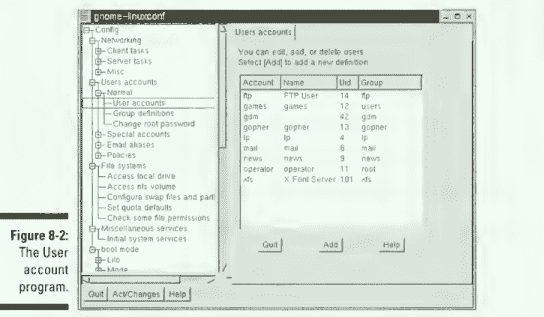 gnome-linuxconf
Config
Networking
Client tasks
Server tasks
Misc
Users accounts
Normal
User accounts
Group definitions
Change root password
Special accounts
Email aliases
Policies
File systems
Access local drive
Access nfs volume
Configura swap files and parti
Set quota defaults
Check some file permissions
Miscellaneous services
Initial system services
boot mode
Lilo
Mode
Quit Act/Changes Help
Users accounts
You can edit, add, or delete users
Select [Add] to add a new definition
Account Name Uid Group
ftp FTP User 14 ftp
games games 12 users
gdm 42 gdm
gopher gopher 13 gopher
lp lp 4 lp
mail mail 8 mail
news news 9 news
operator operator 11 root
xfs X Font Server 101 xfs
Quit Add Help
Figure 8-2:
The User
account
program.